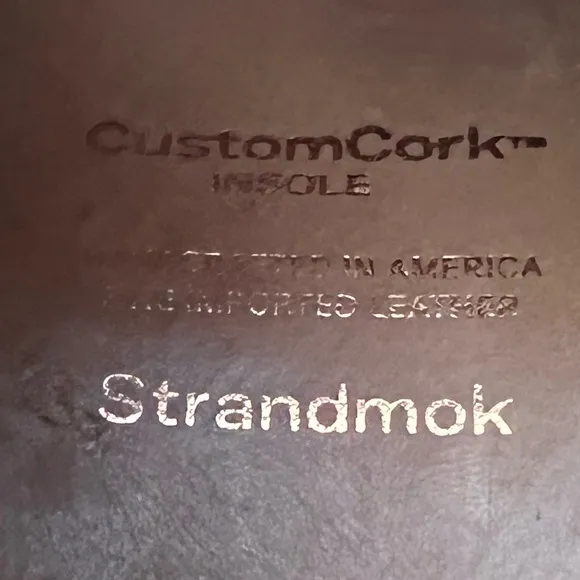 CustomCork™
INSOLE
IN AMERICA
IMPORTED LEATHER
Strandmok